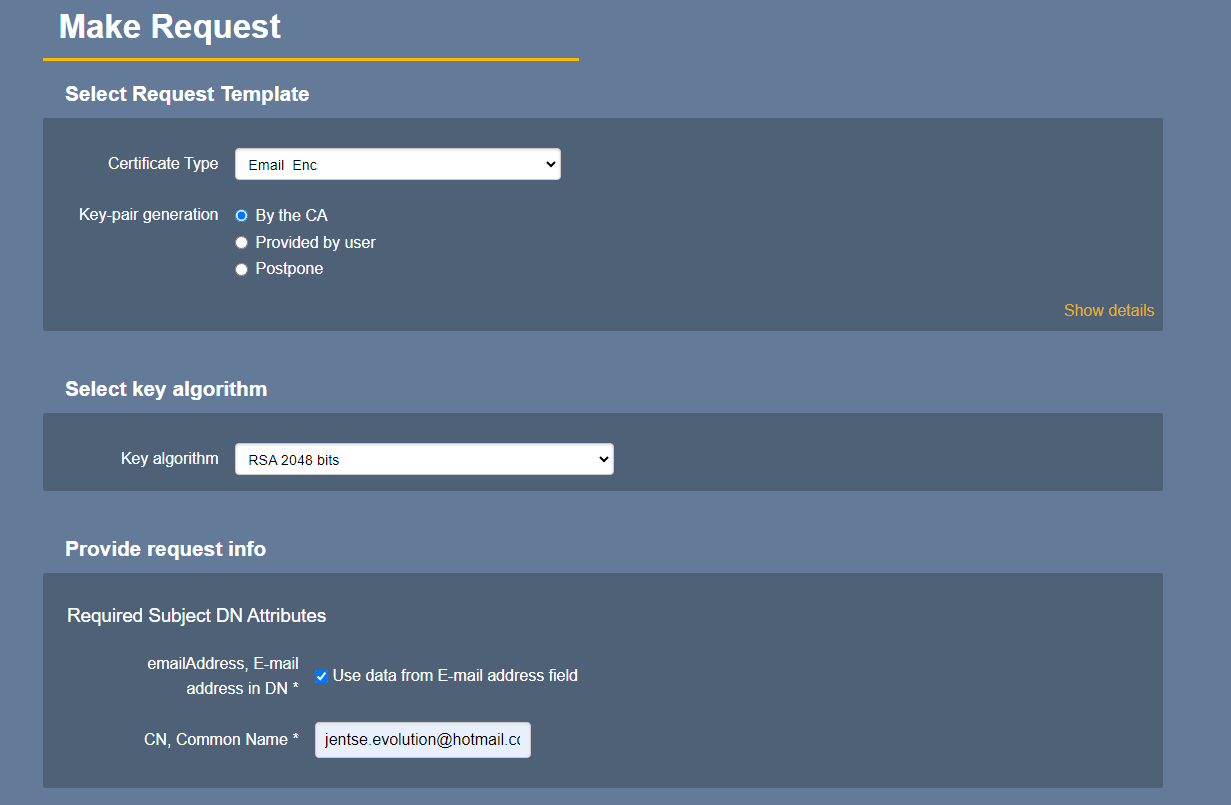 Make Request
Select Request Template
Certificate Type
Email Enc
Key-pair generation
By the CA
Provided by user
Postpone
Show details
Select key algorithm
Key algorithm
RSA 2048 bits
Provide request info
Required Subject DN Attributes
emailAddress, E-mail
address in DN *
Use data from E-mail address field
CN, Common Name *
jentse.evolution@hotmail.co